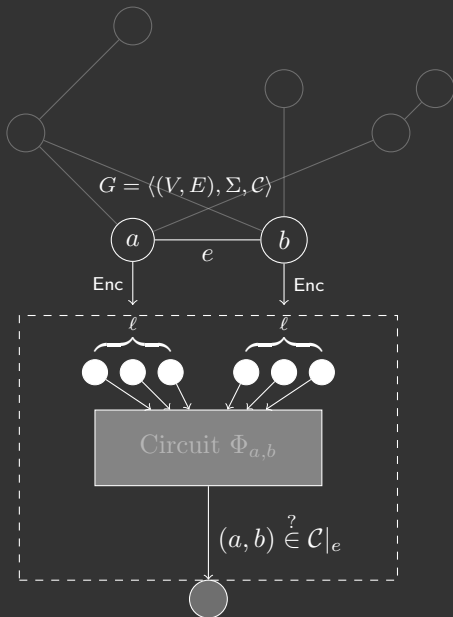 G = ⟨(V, E), Σ, 𝒞⟩
a
b
e
Enc
Enc
ℓ
ℓ
Circuit Φ_{a,b}
(a, b) ∈^? 𝒞|_e